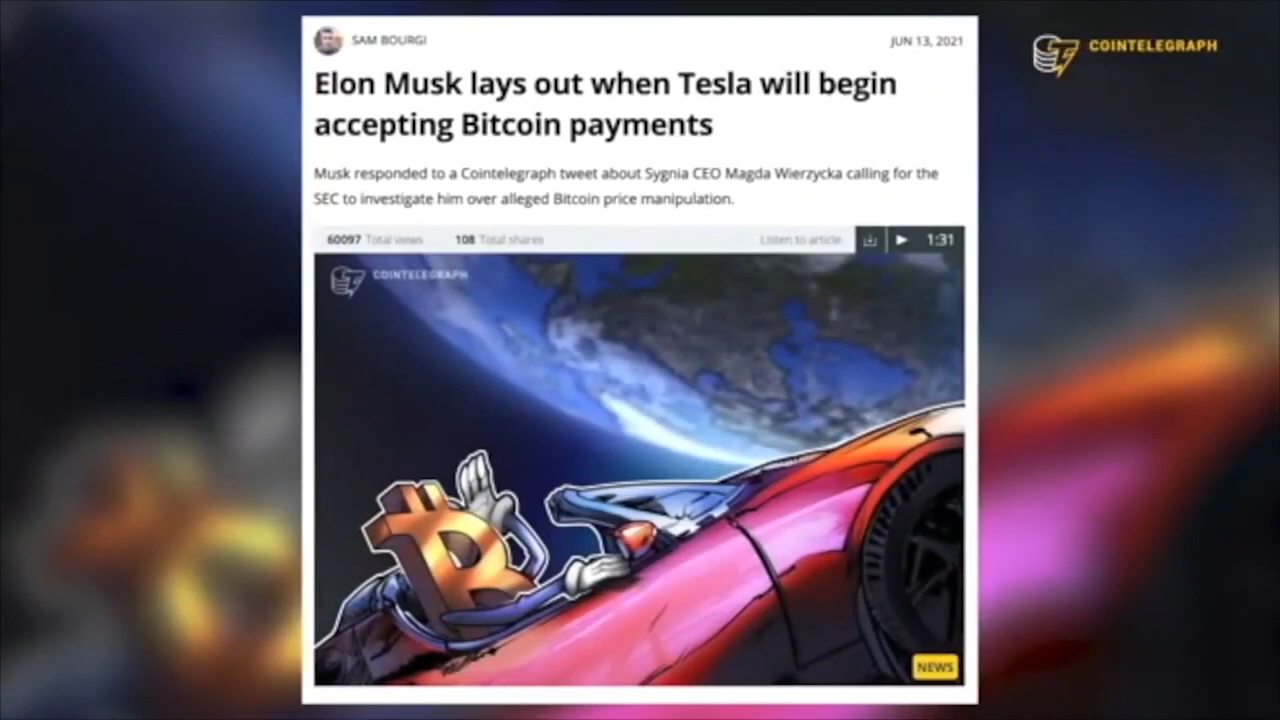 SAM BOURGI
JUN 13, 2021
COINTELEGRAPH
Elon Musk lays out when Tesla will begin
accepting Bitcoin payments
Musk responded to a Cointelegraph tweet about Sygnia CEO Magda Wierzycka calling for the
SEC to investigate him over alleged Bitcoin price manipulation.
60097 Total views
108 Total shares
Listen to article
1:31
COINTELEGRAPH
NEWS